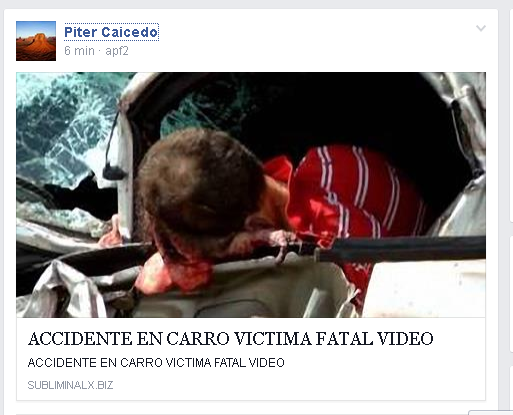 Piter Caicedo
6 min · apf2
ACCIDENTE EN CARRO VICTIMA FATAL VIDEO
ACCIDENTE EN CARRO VICTIMA FATAL VIDEO
SUBLIMINALX.BIZ